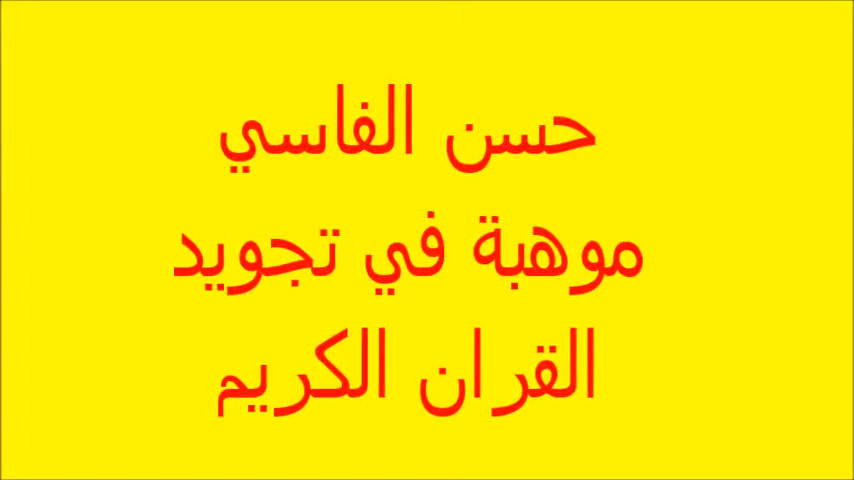 حسن الفاسي
موهبة في تجويد
القران الكريم